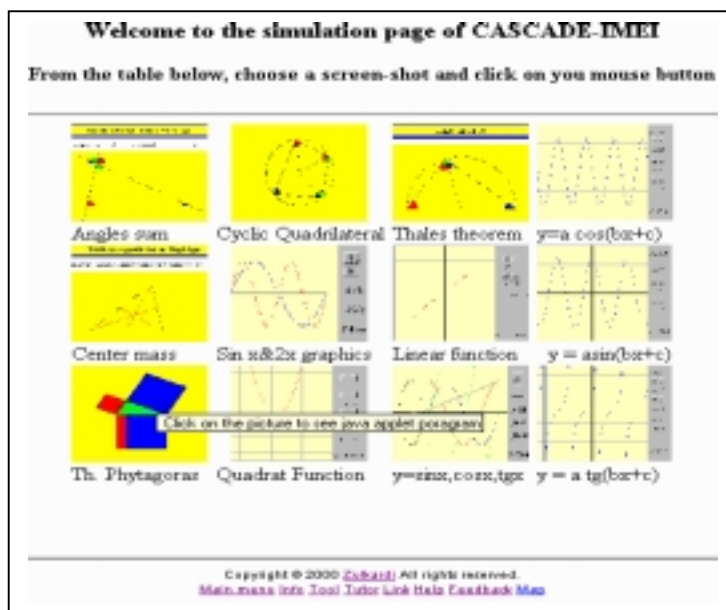 Welcome to the simulation page of CASCADE-IMEI
From the table below, choose a screen-shot and click on you mouse button
Angles sum Cyclic Quadrilateral Thales theorem y=a cos(bx+c)
Center mass Sin x&2x graphics Linear function y = asin(bx+c)
Click on the picture to see java applet poragram
Th. Phytagoras Quadrat Function y=sinx,cosx,tgx y = a tg(bx+c)
Copyright © 2000 Zulkardi All rights reserved.
Main menu Info Tool Tutor Link Help Feedback Map